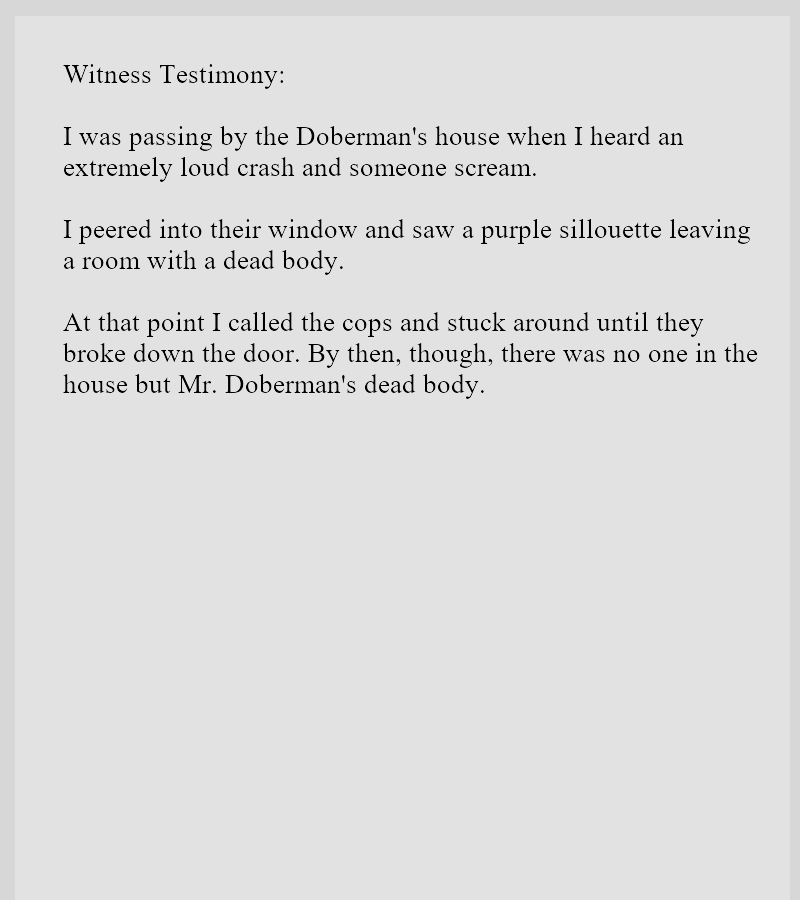 Witness Testimony:
I was passing by the Doberman's house when I heard an
extremely loud crash and someone scream.
I peered into their window and saw a purple sillouette leaving
a room with a dead body.
At that point I called the cops and stuck around until they
broke down the door. By then, though, there was no one in the
house but Mr. Doberman's dead body.